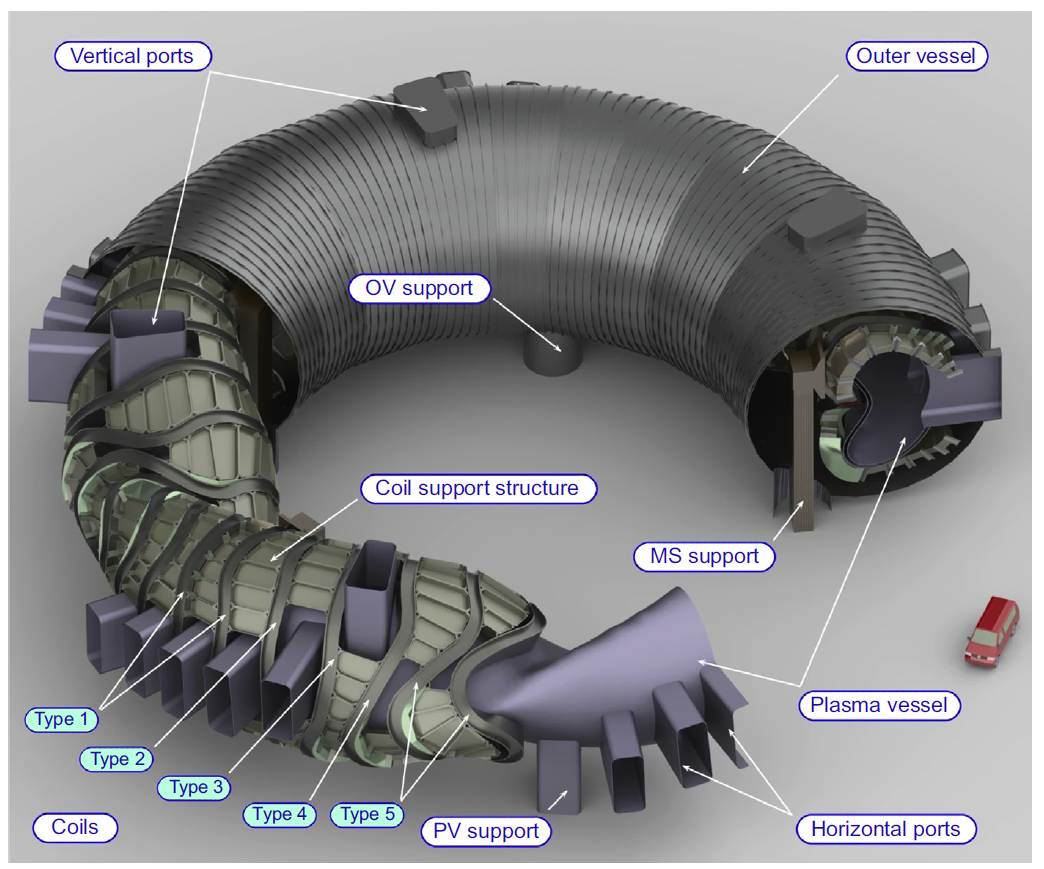 Vertical ports
Outer vessel
OV support
Coil support structure
MS support
Plasma vessel
Type 1
Type 2
Type 3
Type 4
Type 5
Coils
PV support
Horizontal ports